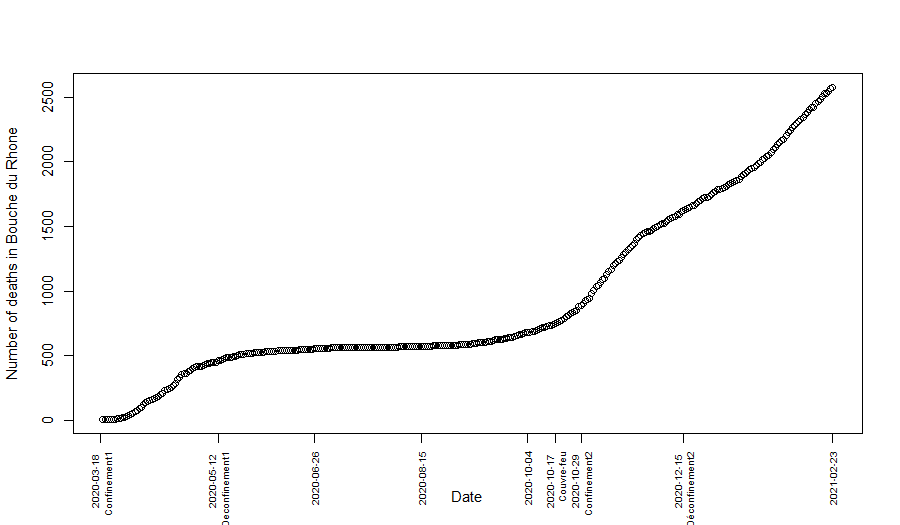 Number of deaths in Bouche du Rhone
2500
2000
1500
1000
500
0
2020-03-18
Confinement1
2020-05-12
Deconfinement1
2020-06-26
2020-08-15
2020-10-04
2020-10-17
Couvre-feu
2020-10-29
Confinement2
2020-12-15
Déconfinement2
2021-02-23
Date